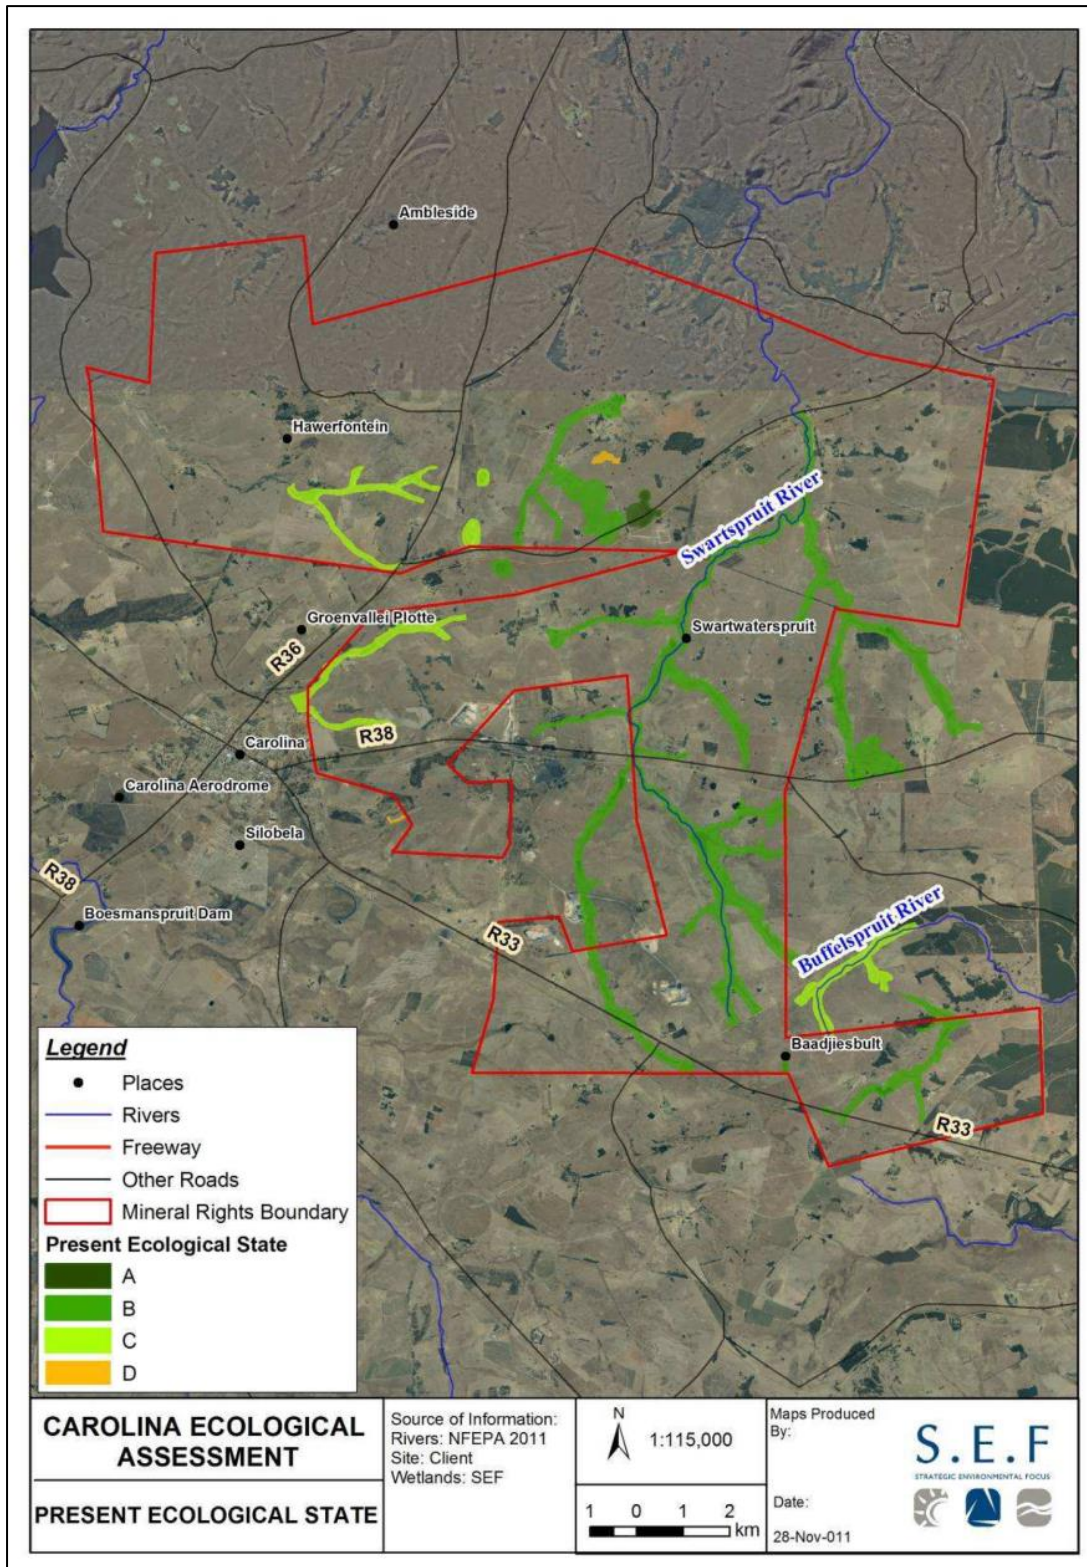 Ambleside
Hawerfontein
Swartspruit River
Groenvallei Plotte
Swartwaterspruit
R36
R38
Carolina
Carolina Aerodrome
Silobela
R38
Boesmanspruit Dam
R33
Buffelspruit River
Baadjiesbult
R33
Legend
Places
Rivers
Freeway
Other Roads
Mineral Rights Boundary
Present Ecological State
A
B
C
D
CAROLINA ECOLOGICAL
ASSESSMENT
PRESENT ECOLOGICAL STATE
Source of Information:
Rivers: NFEPA 2011
Site: Client
Wetlands: SEF
N
1:115,000
1 0 1 2
km
Maps Produced
By:
S.E.F
STRATEGIC ENVIRONMENTAL FOCUS
Date:
28-Nov-011